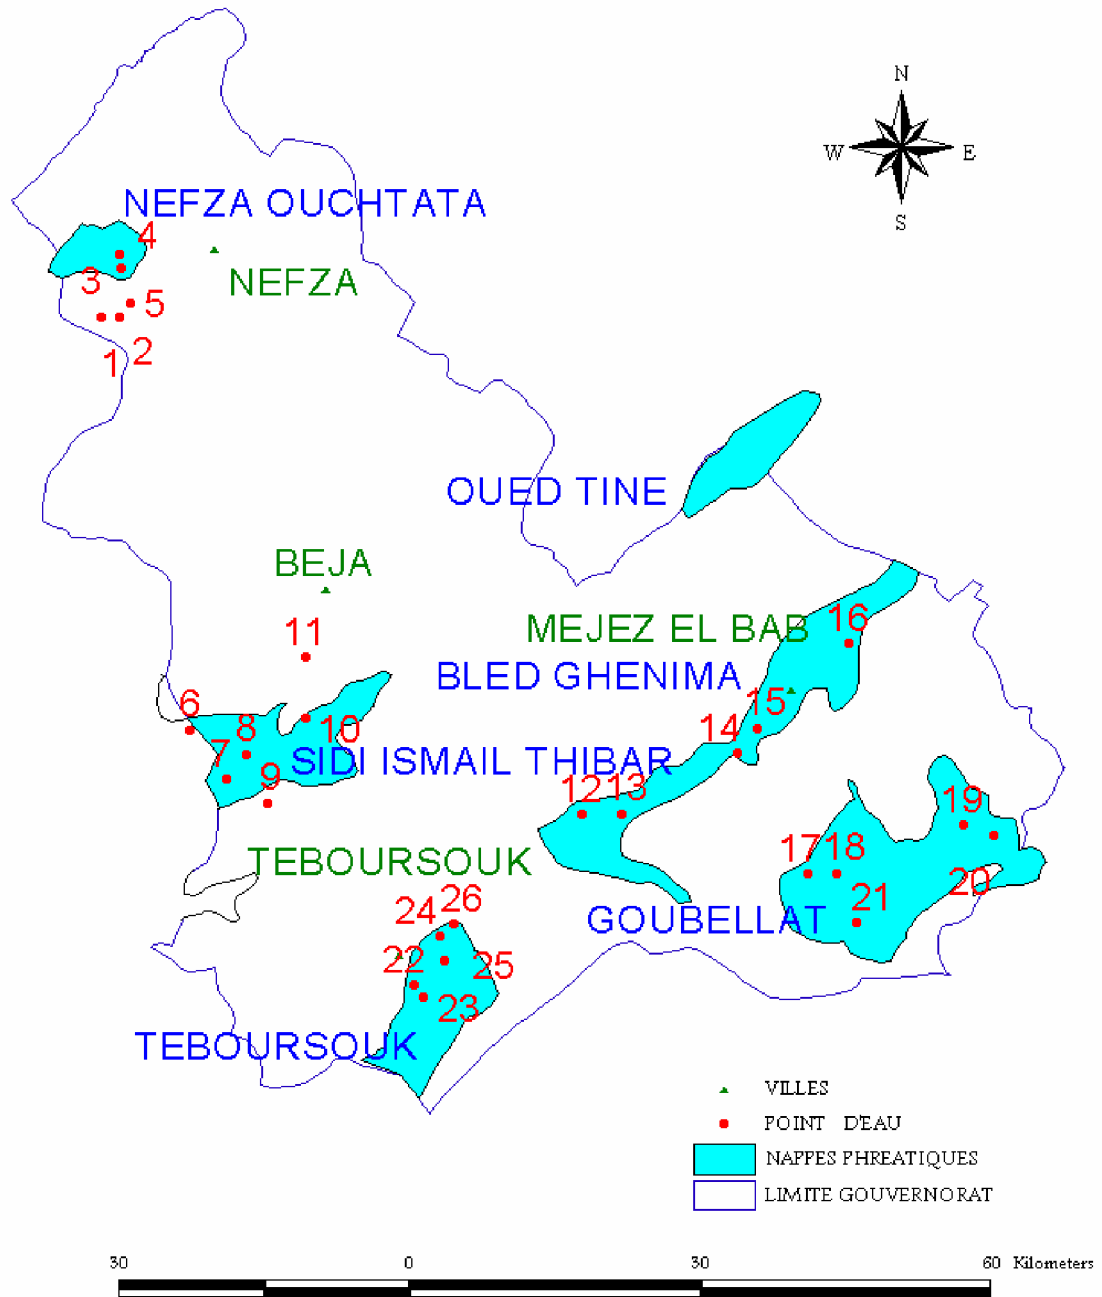 N
W
E
S
NEFZA OUCHTATA
4
NEFZA
3
5
1
2
OUED TINE
BEJA
11
MEJEZ EL BAB
16
BLED GHENIMA
6
15
8
10
14
7
SIDI ISMAIL THIBAR
9
12
13
19
17
18
TEBOURSOUK
20
26
24
21
GOUBELLAT
22
25
23
TEBOURSOUK
VILLES
POINT D'EAU
NAPPES PHREATIQUES
LIMITE GOUVERNORAT
30 0 30 60 Kilometers